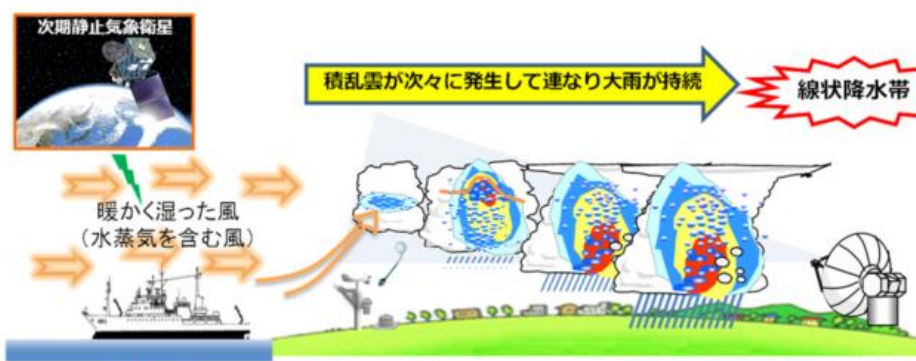 次期静止気象衛星
積乱雲が次々に発生して連なり大雨が持続
線状降水帯
暖かく湿った風
(水蒸気を含む風)